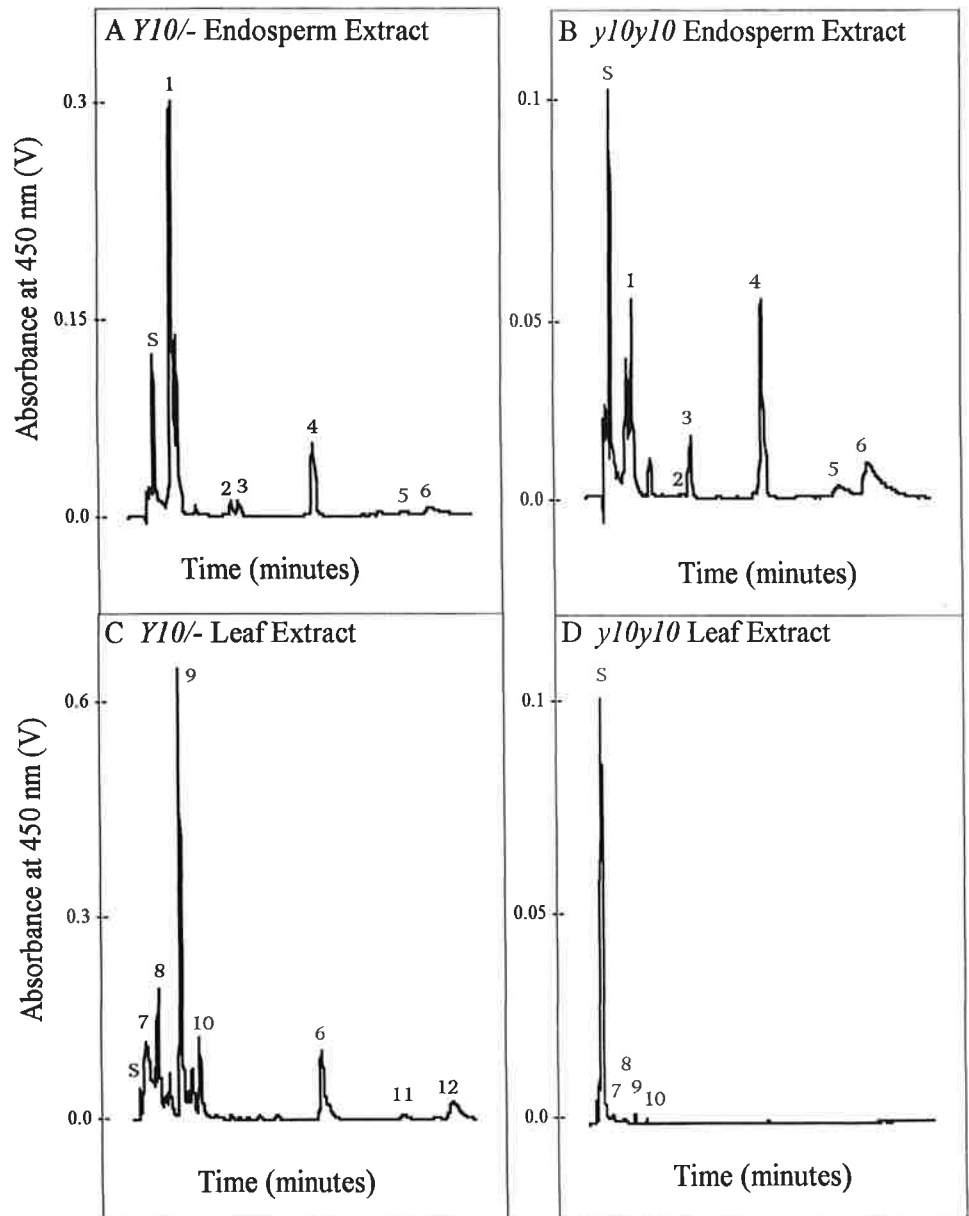 A Y10/- Endosperm Extract
Absorbance at 450 nm (V)
0.3
0.15
0.0
S
1
2 3
4
5 6
Time (minutes)
B y10y10 Endosperm Extract
0.1
0.05
0.0
S
1
2
3
4
5
6
Time (minutes)
C Y10/- Leaf Extract
Absorbance at 450 nm (V)
0.6
0.3
0.0
S
7
8
9
10
6
11
12
Time (minutes)
D y10y10 Leaf Extract
0.1
0.05
0.0
S
7
8
9
10
Time (minutes)